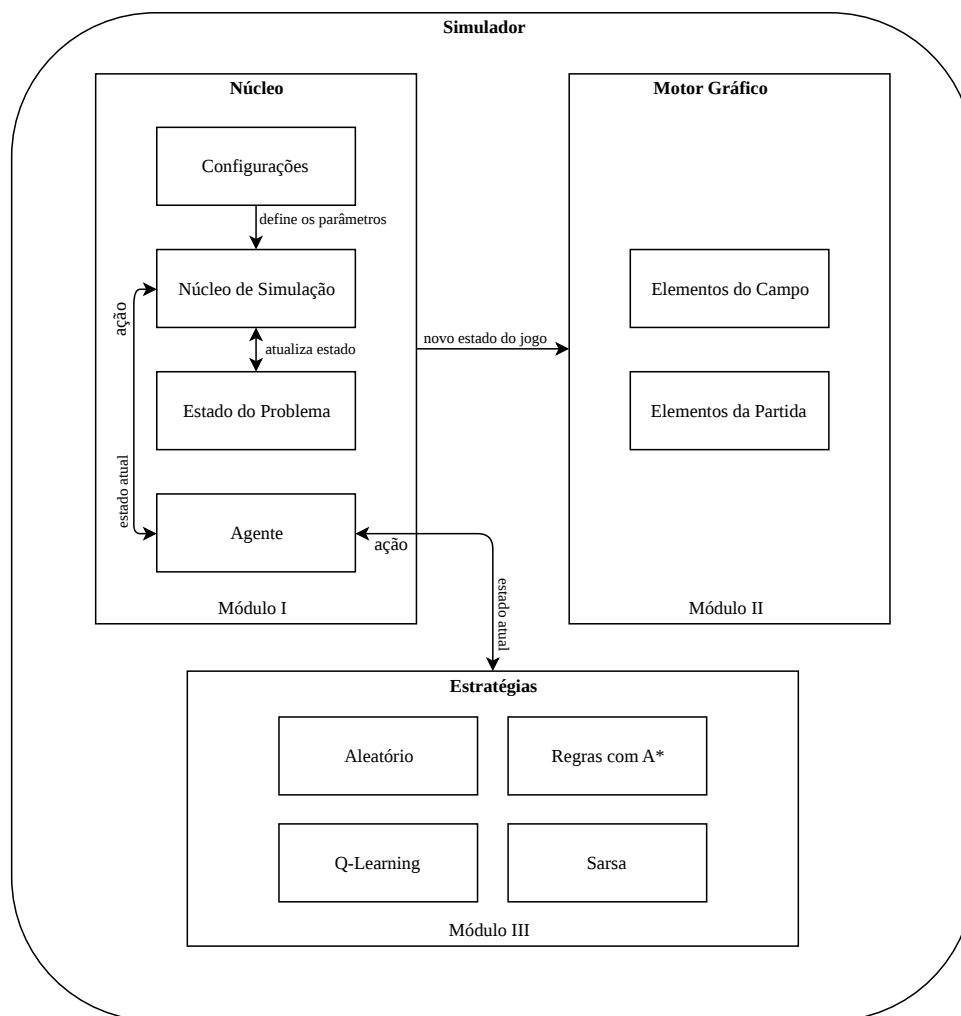 Simulador
Núcleo
Configurações
define os parâmetros
Núcleo de Simulação
ação
atualiza estado
Estado do Problema
estado atual
Agente
ação
Módulo I
novo estado do jogo
Motor Gráfico
Elementos do Campo
Elementos da Partida
Módulo II
estado atual
Estratégias
Aleatório
Regras com A*
Q-Learning
Sarsa
Módulo III